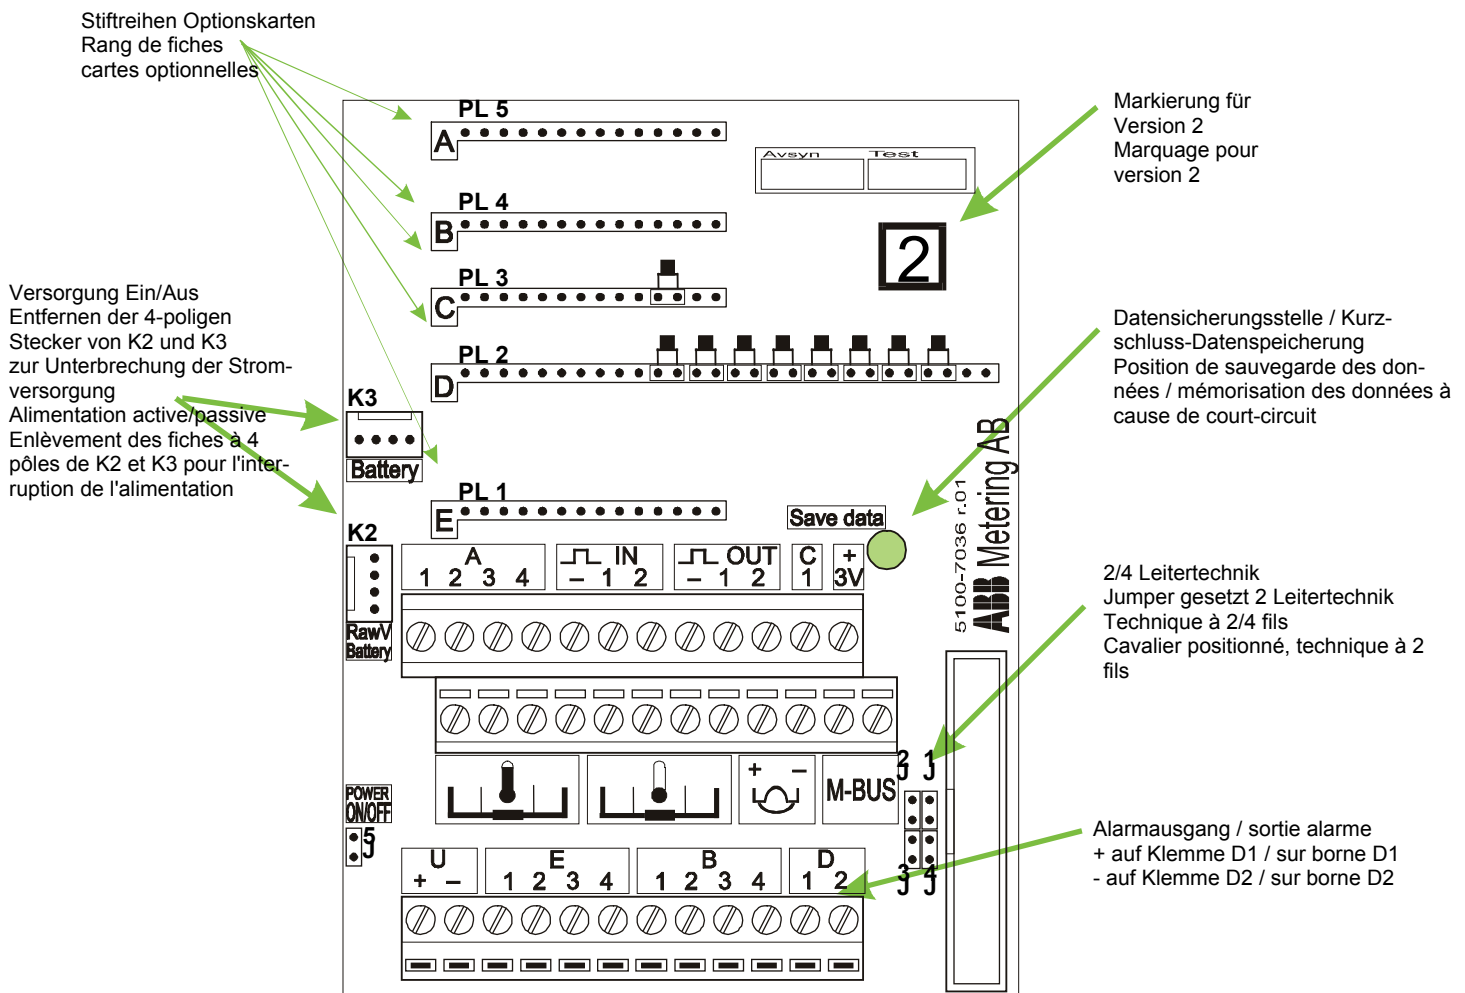 Stiftreihen Optionskarten
Rang de fiches
cartes optionnelles
Markierung für
Version 2
Marquage pour
version 2
Versorgung Ein/Aus
Entfernen der 4-poligen
Stecker von K2 und K3
zur Unterbrechung der Strom-
versorgung
Alimentation active/passive
Enlèvement des fiches à 4
pôles de K2 et K3 pour l'inter-
ruption de l'alimentation
Datensicherungsstelle / Kurz-
schluss-Datenspeicherung
Position de sauvegarde des don-
nées / mémorisation des données à
cause de court-circuit
2/4 Leitertechnik
Jumper gesetzt 2 Leitertechnik
Technique à 2/4 fils
Cavalier positionné, technique à 2
fils
Alarmausgang / sortie alarme
+ auf Klemme D1 / sur borne D1
- auf Klemme D2 / sur borne D2
PL 5
A
Avsyn Test
PL 4
B
2
PL 3
C
PL 2
D
K3
Battery
PL 1
E
Save data
K2
RawV
Battery
A
1 2 3 4
IN
– 1 2
OUT
– 1 2
C
1
+
3V
5100-7036 r.01
ABB Metering AB
+ –
M-BUS
2 1
J J
POWER
ON/OFF
5
J
3 4
J J
U
+ –
E
1 2 3 4
B
1 2 3 4
D
1 2